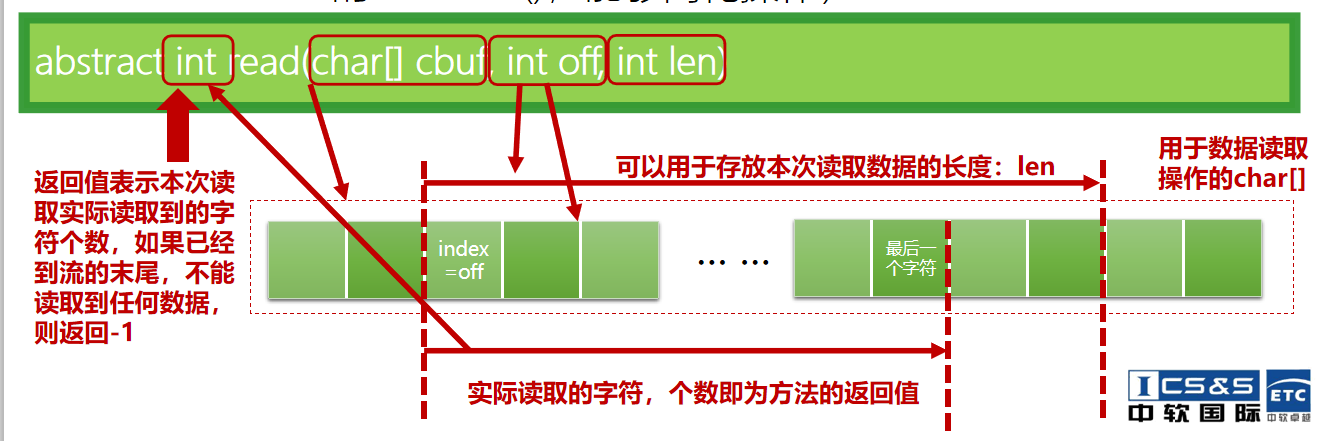 abstract int read(char[] cbuf, int off, int len)
可以用于存放本次读取数据的长度：len
用于数据读取
操作的char[]
返回值表示本次读
取实际读取到的字
符个数，如果已经
到流的末尾，不能
读取到任何数据，
则返回-1
index
=off
… …
最后一
个字符
实际读取的字符，个数即为方法的返回值
ICS&S
中软国际
ETC
中软卓越